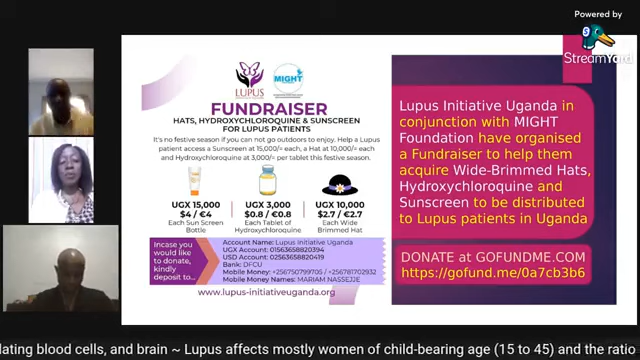 Powered by
StreamYard
LUPUS
MIGHT
FUNDRAISER
HATS, HYDROXYCHLOROQUINE & SUNSCREEN
FOR LUPUS PATIENTS
It's no festive season if you can not go outdoors to enjoy. Help a Lupus
patient access a Sunscreen at 15,000/= each, a Hat at 10,000/= each
and Hydroxychloroquine at 3,000/= per tablet this festive season.
UGX 15,000
$4 / €4
Each Sun Screen
Bottle
UGX 3,000
$0.8 / €0.8
Each Tablet of
Hydroxychloroquine
UGX 10,000
$2.7 / €2.7
Each Wide
Brimmed Hat
Incase you
would like
to donate,
kindly
deposit to...
Account Name: Lupus Initiative Uganda
UGX Account: 01563658820394
USD Account: 02563658820419
Bank: DFCU
Mobile Money: +256750799705 / +256781702932
Mobile Money Names: MARIAM NASSEJJE
www.lupus-initiativeuganda.org
Lupus Initiative Uganda in
conjunction with MIGHT
Foundation have organised
a Fundraiser to help them
acquire Wide-Brimmed Hats,
Hydroxychloroquine and
Sunscreen to be distributed
to Lupus patients in Uganda
DONATE at GOFUNDME.COM
https://gofund.me/0a7cb3b6
lating blood cells, and brain ~ Lupus affects mostly women of child-bearing age (15 to 45) and the ratio